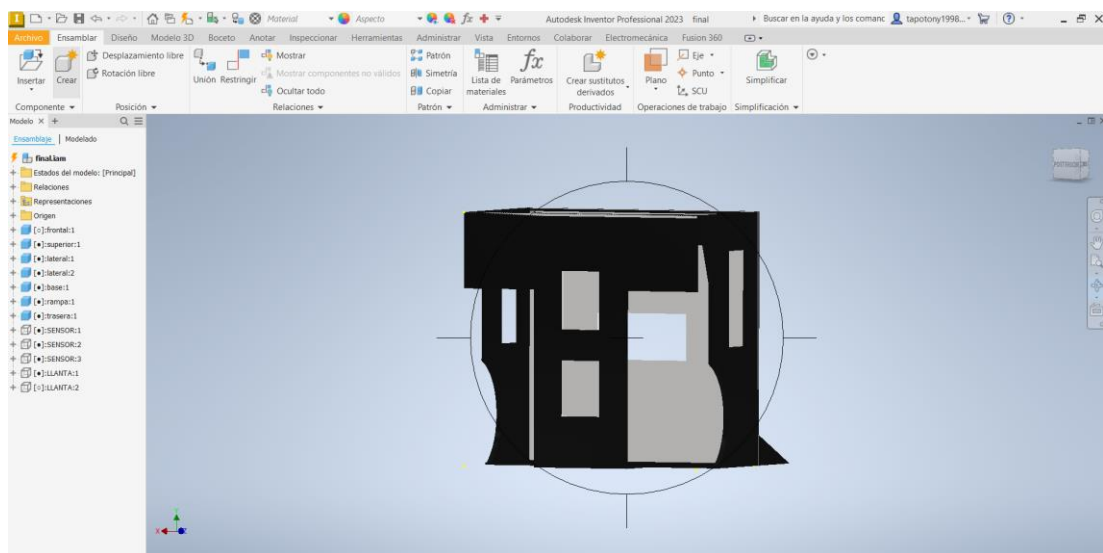 Material Aspecto fx Autodesk Inventor Professional 2023 final Buscar en la ayuda y los comanc tapotony1998...
Archivo Ensamblar Diseño Modelo 3D Boceto Anotar Inspeccionar Herramientas Administrar Vista Entornos Colaborar Electromecánica Fusion 360
Insertar
Crear
Desplazamiento libre
Rotación libre
Unión Restringir
Mostrar
Mostrar componentes no válidos
Ocultar todo
Patrón
Simetría
Copiar
Lista de materiales
fx
Parámetros
Crear sustitutos derivados
Plano
Eje
Punto
SCU
Simplificar
Componente Posición Relaciones Patrón Administrar Productividad Operaciones de trabajo Simplificación
Modelo
Ensamblaje | Modelado
final.iam
Estados del modelo: [Principal]
Relaciones
Representaciones
Origen
[○]:frontal:1
[●]:superior:1
[●]:lateral:1
[●]:lateral:2
[●]:base:1
[●]:rampa:1
[●]:trasera:1
[●]:SENSOR:1
[●]:SENSOR:2
[●]:SENSOR:3
[●]:LLANTA:1
[○]:LLANTA:2
X
Y
Z